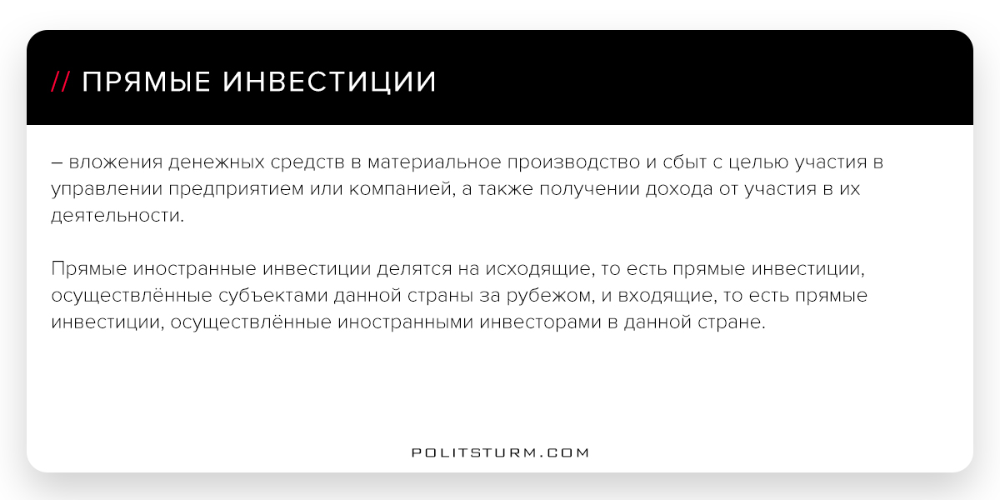 // ПРЯМЫЕ ИНВЕСТИЦИИ
– вложения денежных средств в материальное производство и сбыт с целью участия в
управлении предприятием или компанией, а также получении дохода от участия в их
деятельности.
Прямые иностранные инвестиции делятся на исходящие, то есть прямые инвестиции,
осуществлённые субъектами данной страны за рубежом, и входящие, то есть прямые
инвестиции, осуществлённые иностранными инвесторами в данной стране.
POLITSTURM.COM